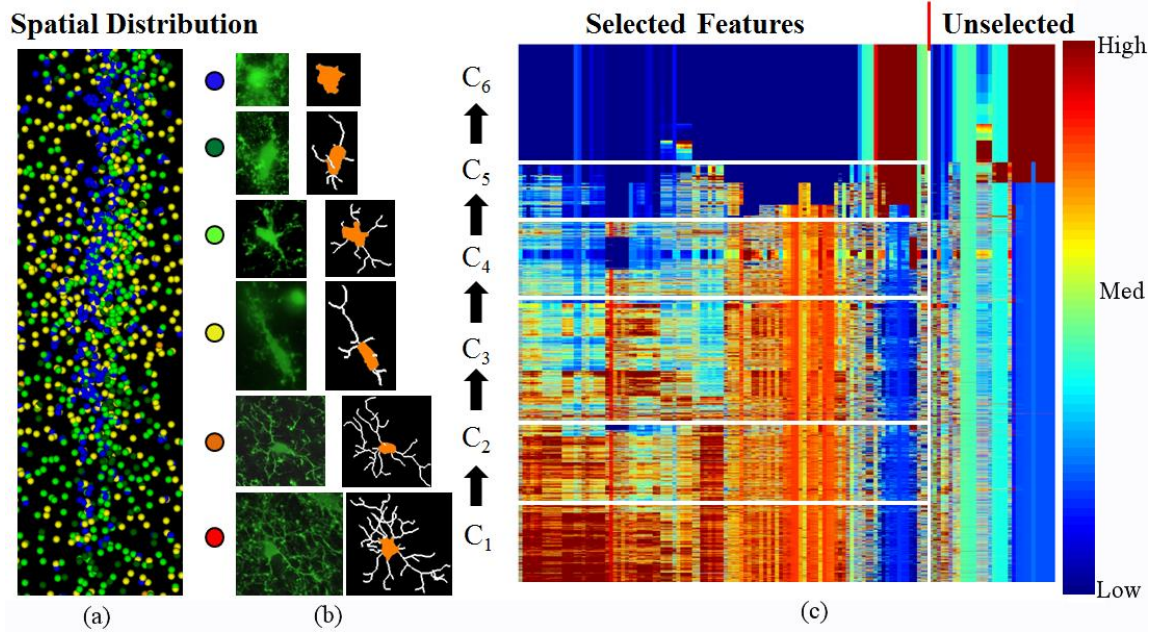 Spatial Distribution
Selected Features
Unselected
High
C6
C5
C4
Med
C3
C2
C1
Low
(a)
(b)
(c)